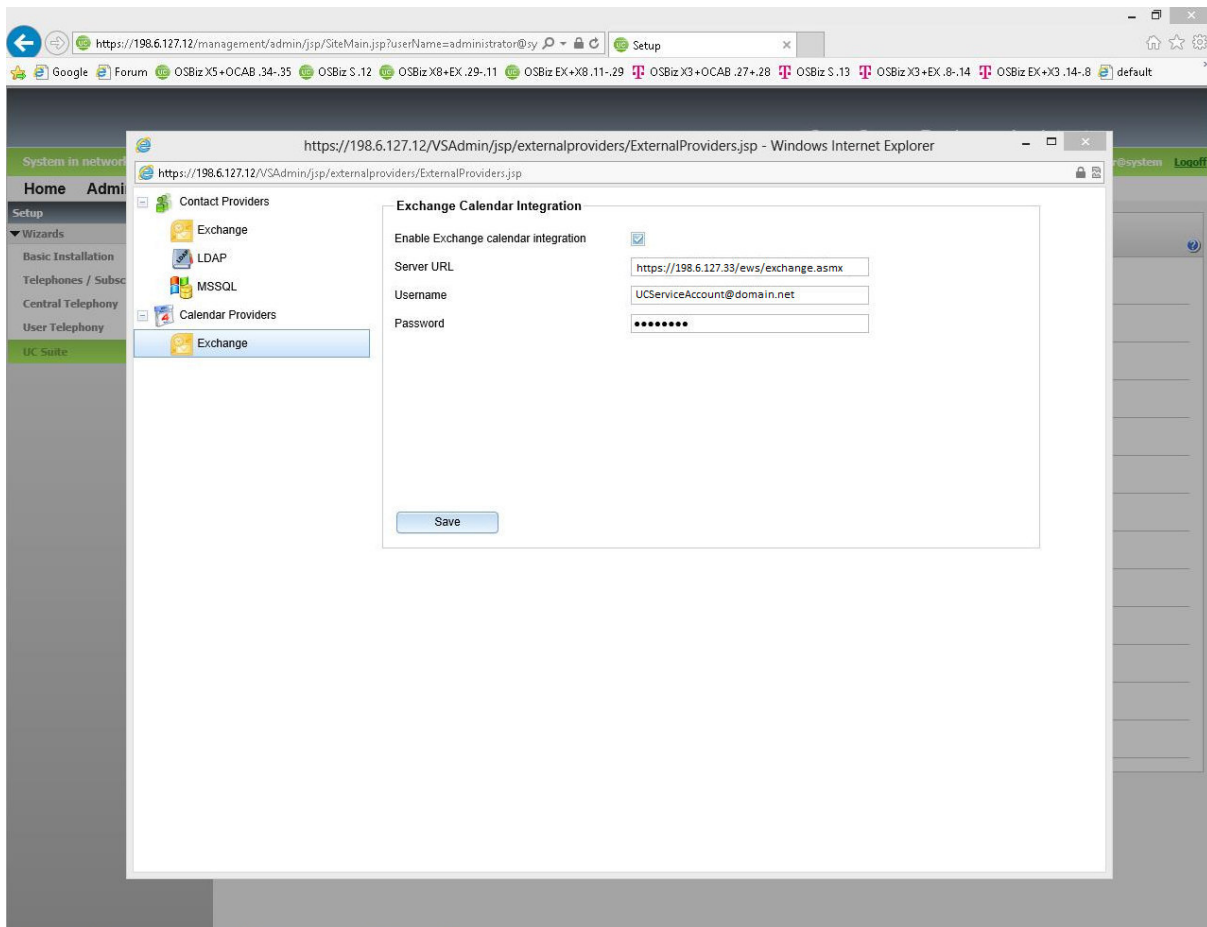 https://198.6.127.12/management/admin/jsp/SiteMain.jsp?userName=administrator@sy
Setup
Google Forum OSBiz X5+OCAB .34-.35 OSBiz S .12 OSBiz X8+EX .29-.11 OSBiz EX+X8 .11-.29 OSBiz X3+OCAB .27+.28 OSBiz S .13 OSBiz X3+EX .8-.14 OSBiz EX+X3 .14-.8 default
https://198.6.127.12/VSAdmin/jsp/externalproviders/ExternalProviders.jsp - Windows Internet Explorer
https://198.6.127.12/VSAdmin/jsp/externalproviders/ExternalProviders.jsp
System in networ
r@system Logoff
Home Admi
Setup
Wizards
Basic Installation
Telephones / Subsc
Central Telephony
User Telephony
UC Suite
Contact Providers
Exchange
LDAP
MSSQL
Calendar Providers
Exchange
Exchange Calendar Integration
Enable Exchange calendar integration
Server URL https://198.6.127.33/ews/exchange.asmx
Username UCServiceAccount@domain.net
Password ••••••••
Save